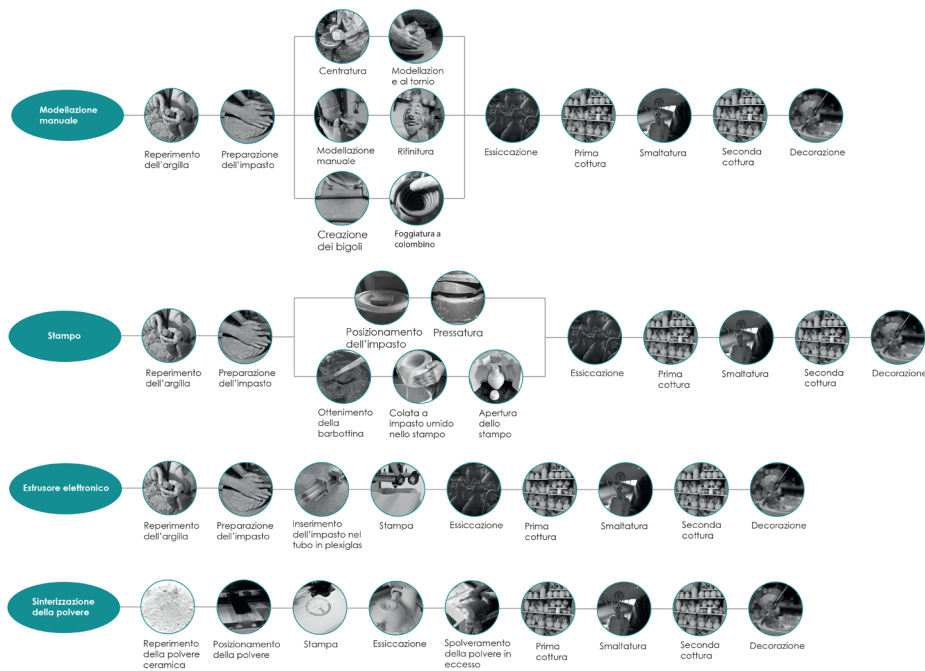 Centratura
Modellazion
e al tornio
Modellazione
manuale
Reperimento
dell'argilla
Preparazione
dell'impasto
Modellazione
manuale
Rifinitura
Essiccazione
Prima
cottura
Smaltatura
Seconda
cottura
Decorazione
Creazione
dei bigoli
Foggiatura a
colombino
Stampo
Reperimento
dell'argilla
Preparazione
dell'impasto
Posizionamento
dell'impasto
Pressatura
Ottenimento
della
barbottina
Colata a
impasto umido
nello stampo
Apertura
dello
stampo
Essiccazione
Prima
cottura
Smaltatura
Seconda
cottura
Decorazione
Estrusore elettronico
Reperimento
dell'argilla
Preparazione
dell'impasto
Inserimento
dell'impasto nel
tubo in plexiglas
Stampa
Essiccazione
Prima
cottura
Smaltatura
Seconda
cottura
Decorazione
Sinterizzazione
della polvere
Reperimento
della polvere
ceramica
Posizionamento
della polvere
Stampa
Essiccazione
Spolveramento
della polvere in
eccesso
Prima
cottura
Smaltatura
Seconda
cottura
Decorazione